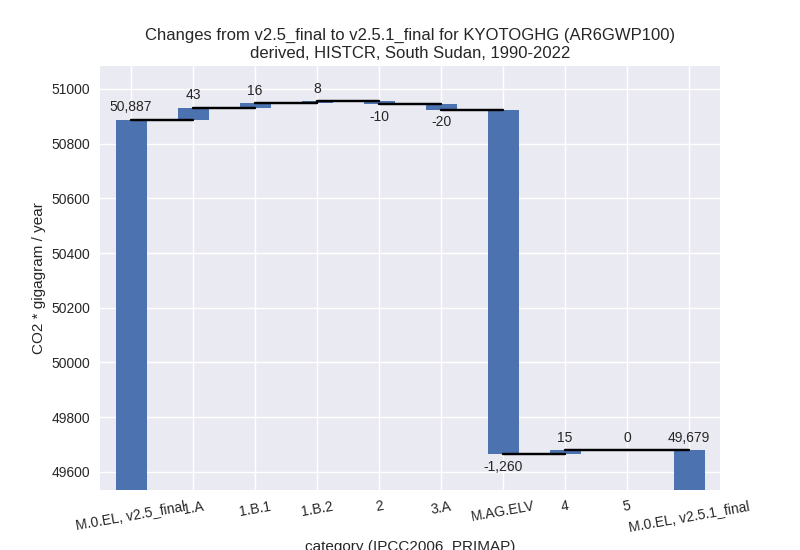 Changes from v2.5_final to v2.5.1_final for KYOTOGHG (AR6GWP100)
derived, HISTCR, South Sudan, 1990-2022
CO2 * gigagram / year
51000
50800
50600
50400
50200
50000
49800
49600
50,887
43
16
8
-10
-20
-1,260
15
0
49,679
M.0.EL, v2.5_final
1.A
1.B.1
1.B.2
2
3.A
M.AG.ELV
4
5
M.0.EL, v2.5.1_final
category (IPCC2006_PRIMAP)